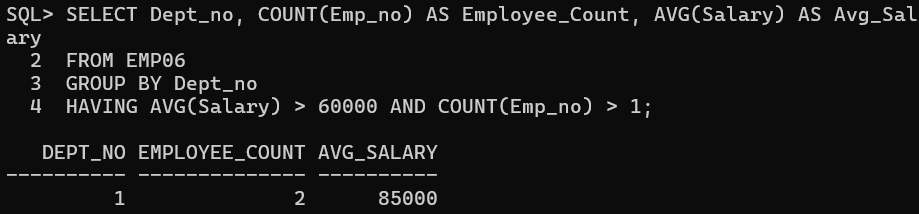 SQL> SELECT Dept_no, COUNT(Emp_no) AS Employee_Count, AVG(Salary) AS Avg_Sal
ary
  2  FROM EMP06
  3  GROUP BY Dept_no
  4  HAVING AVG(Salary) > 60000 AND COUNT(Emp_no) > 1;

   DEPT_NO EMPLOYEE_COUNT AVG_SALARY
---------- -------------- ----------
         1              2      85000